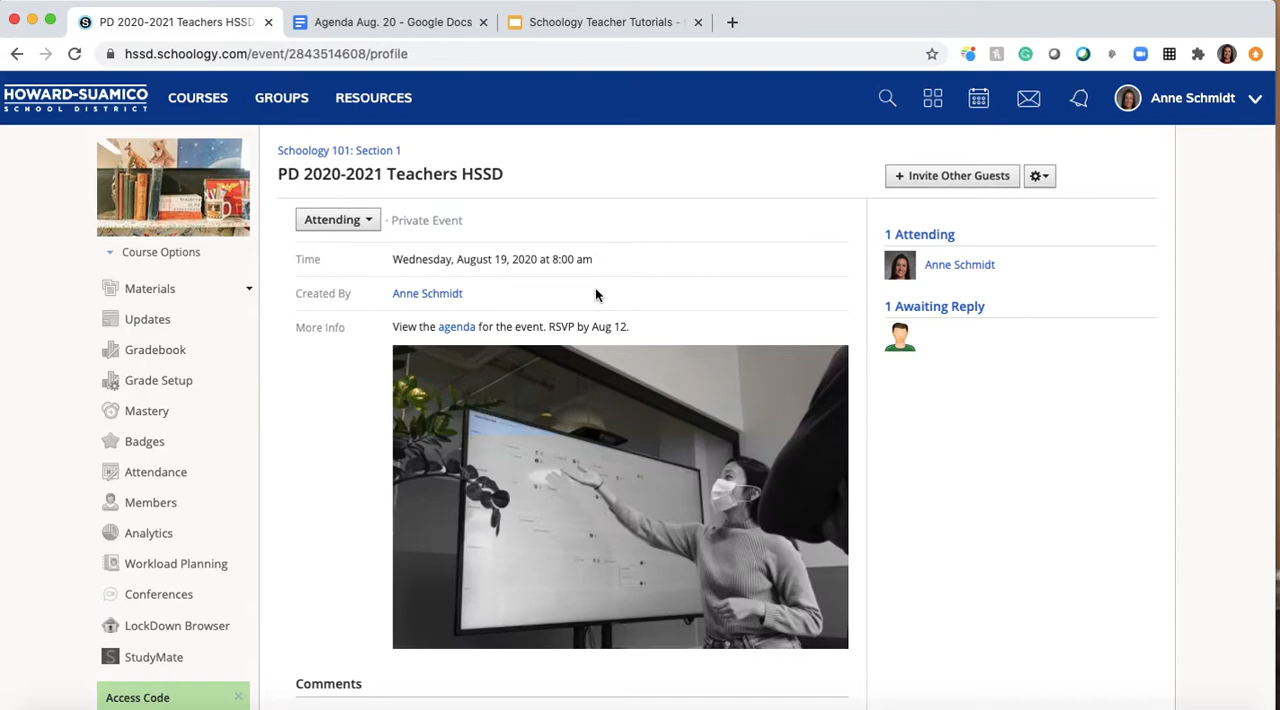 PD 2020-2021 Teachers HSSD
Agenda Aug. 20 - Google Docs
Schoology Teacher Tutorials -
hssd.schoology.com/event/2843514608/profile
HOWARD-SUAMICO
SCHOOL DISTRICT
COURSES
GROUPS
RESOURCES
Anne Schmidt
Schoology 101: Section 1
PD 2020-2021 Teachers HSSD
+ Invite Other Guests
Attending
· Private Event
Time
Wednesday, August 19, 2020 at 8:00 am
Created By
Anne Schmidt
More Info
View the agenda for the event. RSVP by Aug 12.
1 Attending
Anne Schmidt
1 Awaiting Reply
Course Options
Materials
Updates
Gradebook
Grade Setup
Mastery
Badges
Attendance
Members
Analytics
Workload Planning
Conferences
LockDown Browser
StudyMate
Access Code
Comments